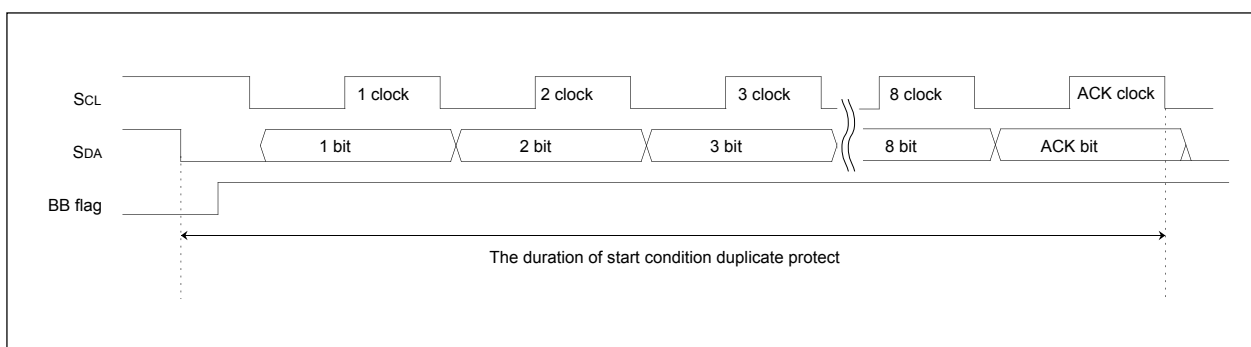 SCL
1 clock
2 clock
3 clock
8 clock
ACK clock
SDA
1 bit
2 bit
3 bit
8 bit
ACK bit
BB flag
The duration of start condition duplicate protect